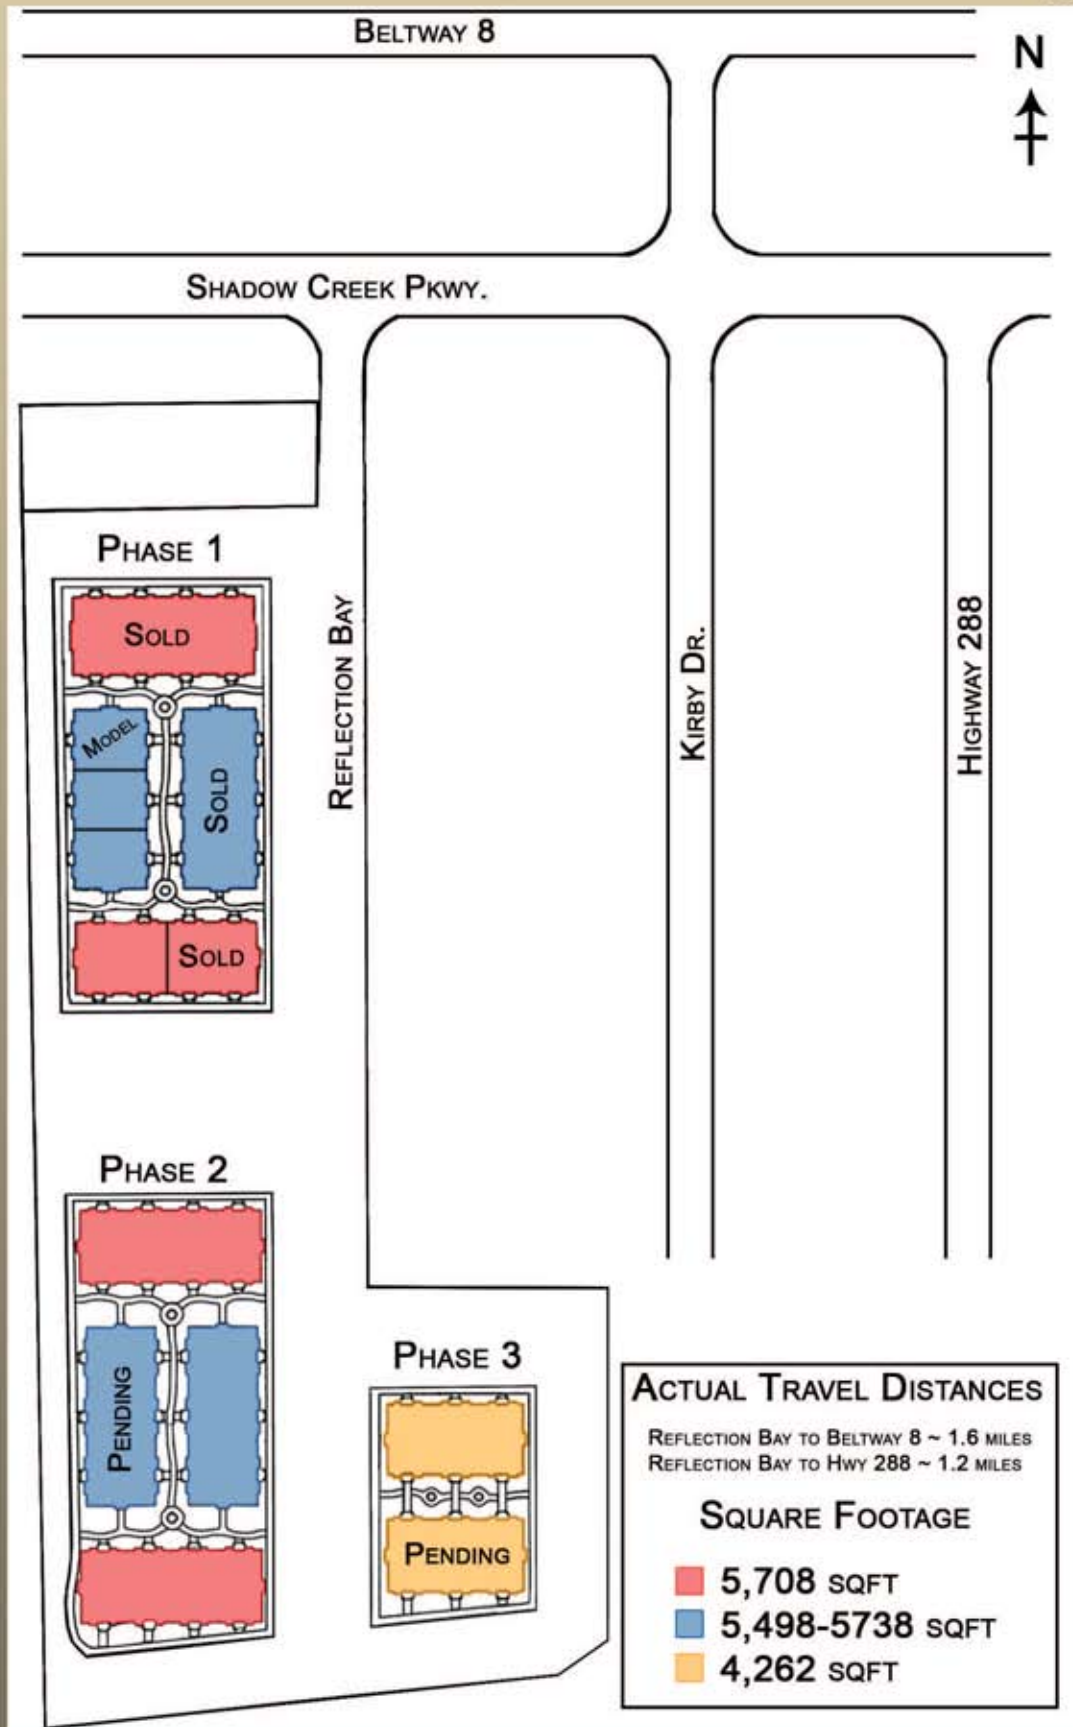 BELTWAY 8
N
SHADOW CREEK PKWY.
PHASE 1
SOLD
MODEL
SOLD
SOLD
REFLECTION BAY
KIRBY DR.
HIGHWAY 288
PHASE 2
PENDING
PHASE 3
PENDING
ACTUAL TRAVEL DISTANCES
REFLECTION BAY TO BELTWAY 8 ~ 1.6 MILES
REFLECTION BAY TO HWY 288 ~ 1.2 MILES
SQUARE FOOTAGE
5,708 SQFT
5,498-5738 SQFT
4,262 SQFT